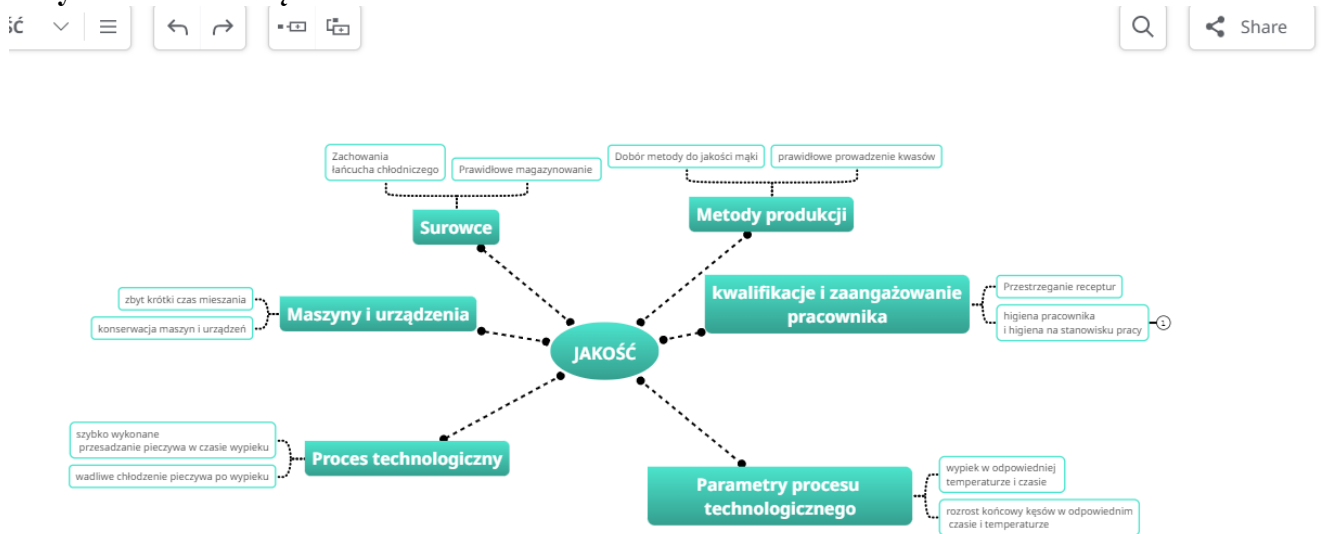 ŚĆ
Share
Zachowania
łańcucha chłodniczego
Prawidłowe magazynowanie
Dobór metody do jakości mąki
prawidłowe prowadzenie kwasów
Surowce
Metody produkcji
zbyt krótki czas mieszania
konserwacja maszyn i urządzeń
Maszyny i urządzenia
kwalifikacje i zaangażowanie
pracownika
Przestrzeganie receptur
higiena pracownika
i higiena na stanowisku pracy
1
JAKOŚĆ
szybko wykonane
przesadzanie pieczywa w czasie wypieku
wadliwe chłodzenie pieczywa po wypieku
Proces technologiczny
Parametry procesu
technologicznego
wypiek w odpowiedniej
temperaturze i czasie
rozrost końcowy kęsów w odpowiednim
czasie i temperaturze